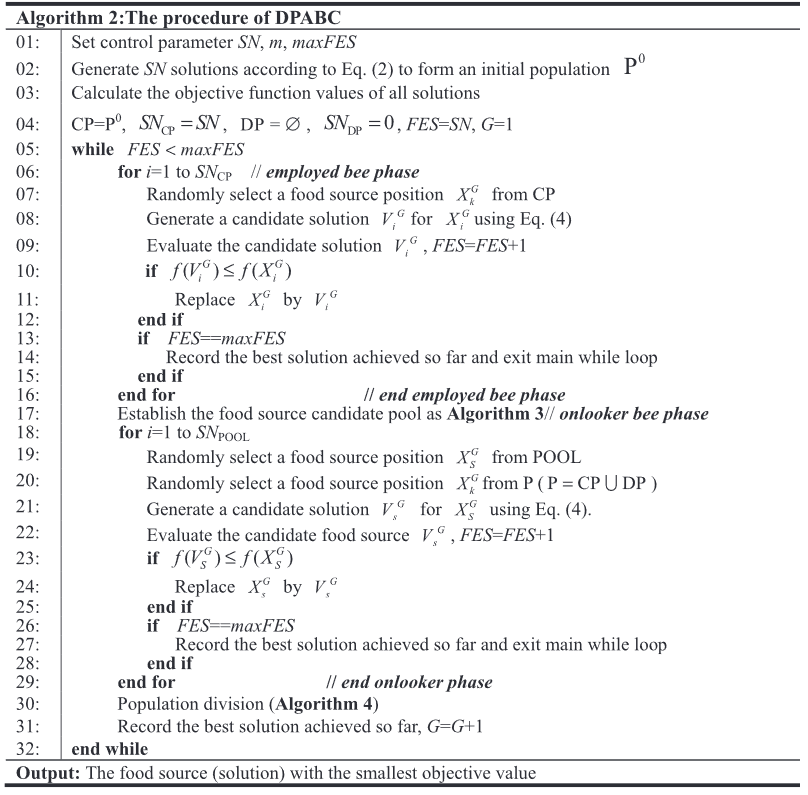 Algorithm 2:The procedure of DPABC
01: Set control parameter SN, m, maxFES
02: Generate SN solutions according to Eq. (2) to form an initial population P^0
03: Calculate the objective function values of all solutions
04: CP=P^0, SN_CP = SN, DP = ∅, SN_DP = 0, FES=SN, G=1
05: while FES < maxFES
06: for i=1 to SN_CP // employed bee phase
07: Randomly select a food source position X_k^G from CP
08: Generate a candidate solution V_i^G for X_i^G using Eq. (4)
09: Evaluate the candidate solution V_i^G, FES=FES+1
10: if f(V_i^G) ≤ f(X_i^G)
11: Replace X_i^G by V_i^G
12: end if
13: if FES==maxFES
14: Record the best solution achieved so far and exit main while loop
15: end if
16: end for // end employed bee phase
17: Establish the food source candidate pool as Algorithm 3// onlooker bee phase
18: for i=1 to SN_POOL
19: Randomly select a food source position X_S^G from POOL
20: Randomly select a food source position X_k^G from P ( P = CP ∪ DP )
21: Generate a candidate solution V_s^G for X_S^G using Eq. (4).
22: Evaluate the candidate food source V_s^G, FES=FES+1
23: if f(V_S^G) ≤ f(X_S^G)
24: Replace X_s^G by V_s^G
25: end if
26: if FES==maxFES
27: Record the best solution achieved so far and exit main while loop
28: end if
29: end for // end onlooker phase
30: Population division (Algorithm 4)
31: Record the best solution achieved so far, G=G+1
32: end while
Output: The food source (solution) with the smallest objective value